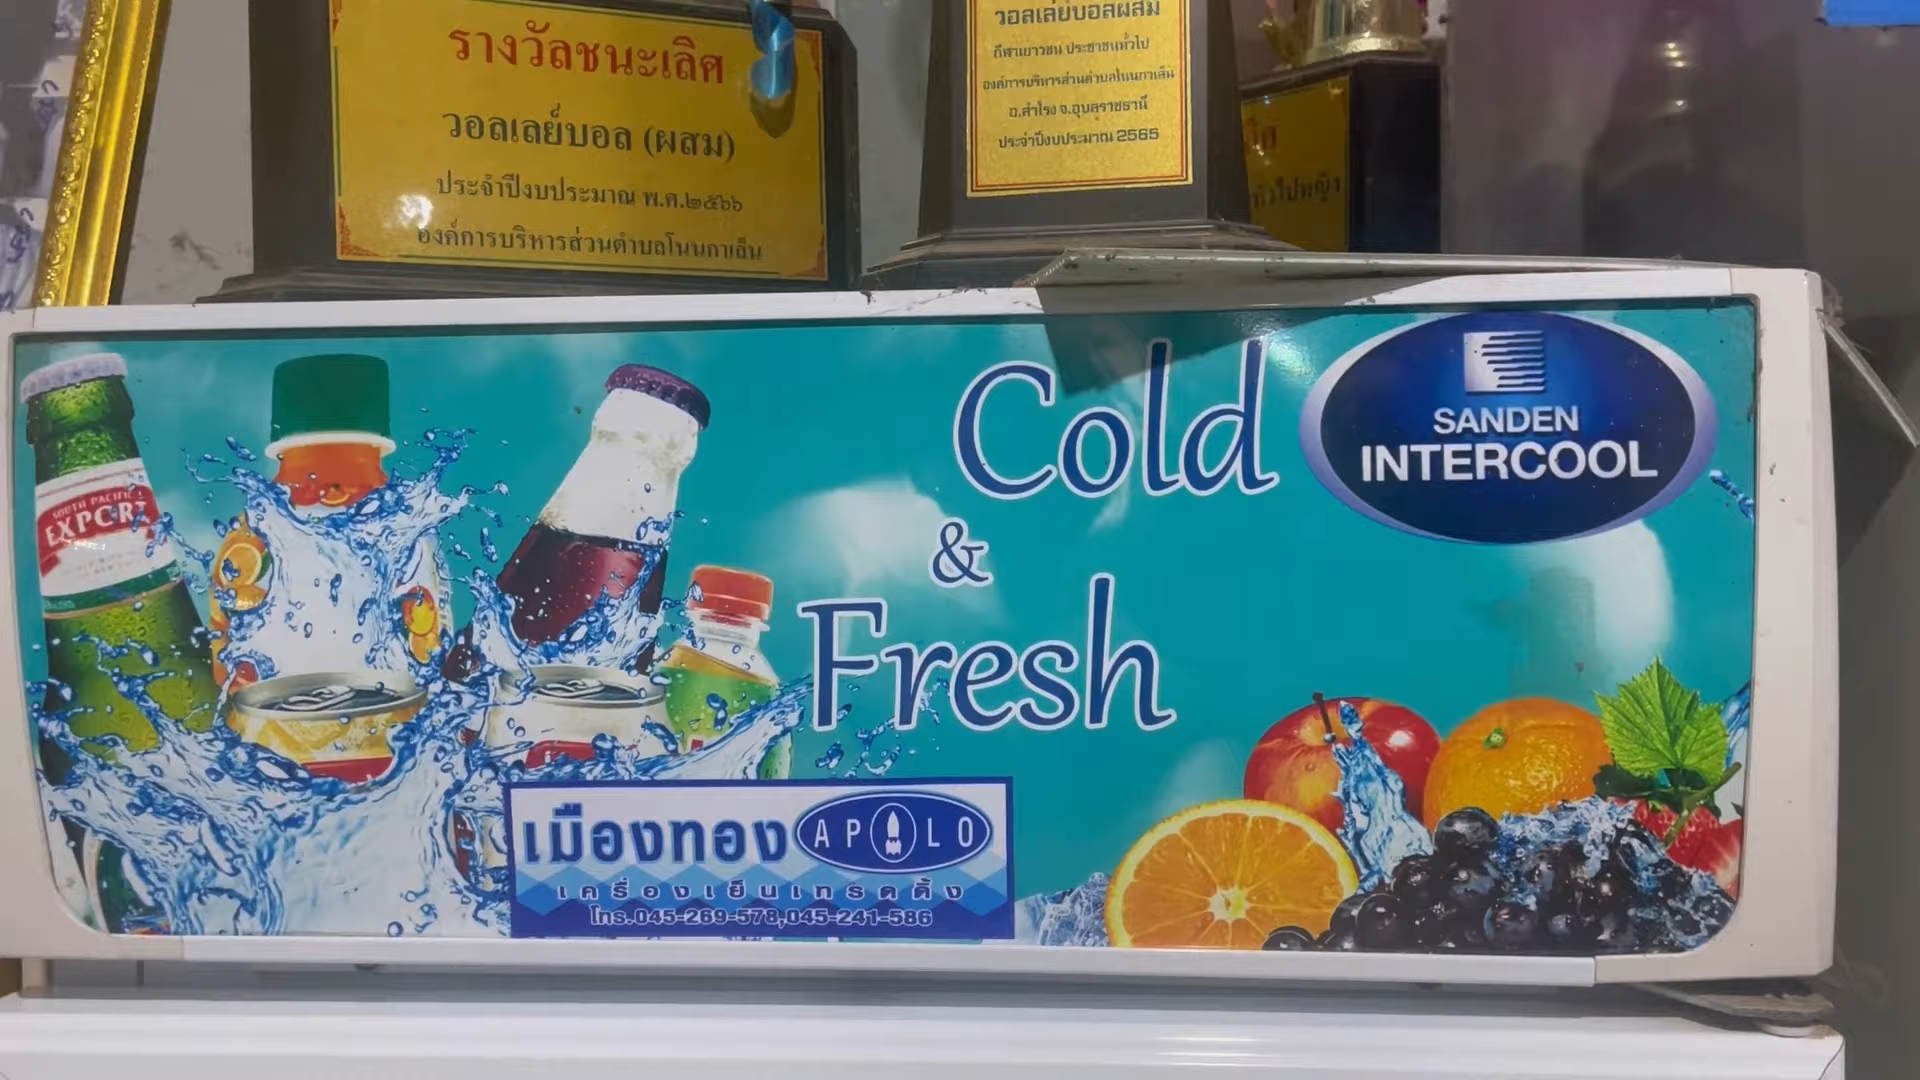 รางวัลชนะเลิศ
วอลเลย์บอล (ผสม)
ประจำปีงบประมาณ พ.ศ.๒๕๖๖
องค์การบริหารส่วนตำบลโนนกาเล็น
วอลเลย์บอลผสม
กีฬาเยาวชน ประชาชนทั่วไป
องค์การบริหารส่วนตำบลโนนกาเล็น
อ.สำโรง จ.อุบลราชธานี
ประจำปีงบประมาณ 2565
ทั่วไปหญิง
Cold
&
Fresh
SANDEN
INTERCOOL
SOUTH PACIFIC
EXPORT
เมืองทอง APOLO
เครื่องเย็นเทรดดิ้ง
โทร.045-269-578,045-241-586